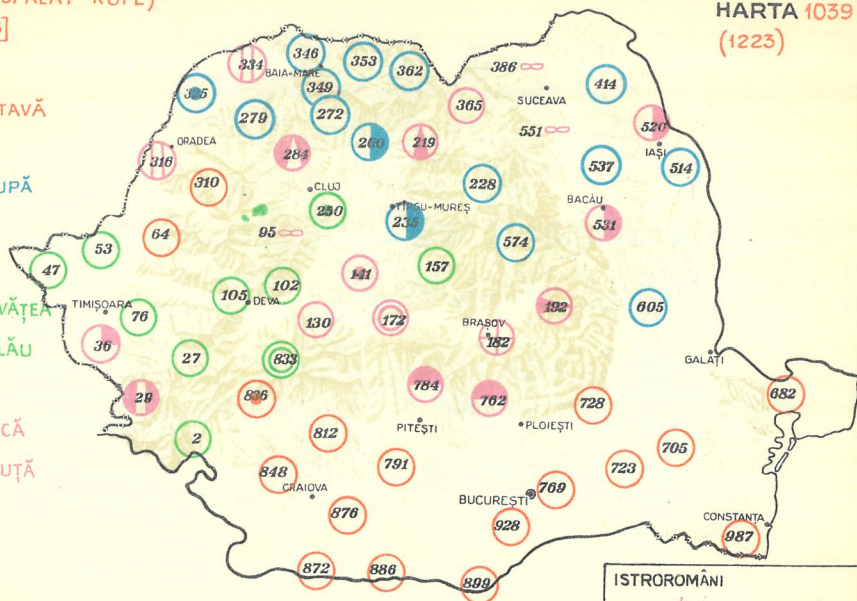 HARTA 1039
(1223)
346
353
334
BAIA-MARE
362
386
349
414
SUCEAVA
365
279
272
551
520
ORADEA
260
219
IAȘI
284
316
537
514
310
CLUJ
228
TÎRGU-MUREȘ
BACĂU
250
235
531
64
95
574
53
157
47
141
102
105
DEVA
192
605
TIMIȘOARA
76
130
172
BRAȘOV
182
36
27
833
GALAȚI
784
29
836
762
728
682
PITEȘTI
PLOIEȘTI
2
812
705
791
723
848
CRAIOVA
BUCUREȘTI
769
876
928
CONSTANȚA
987
872
886
899
TAVĂ
UPĂ
VĂȚEA
LĂU
CĂ
UȚĂ
ISTROROMÂNI